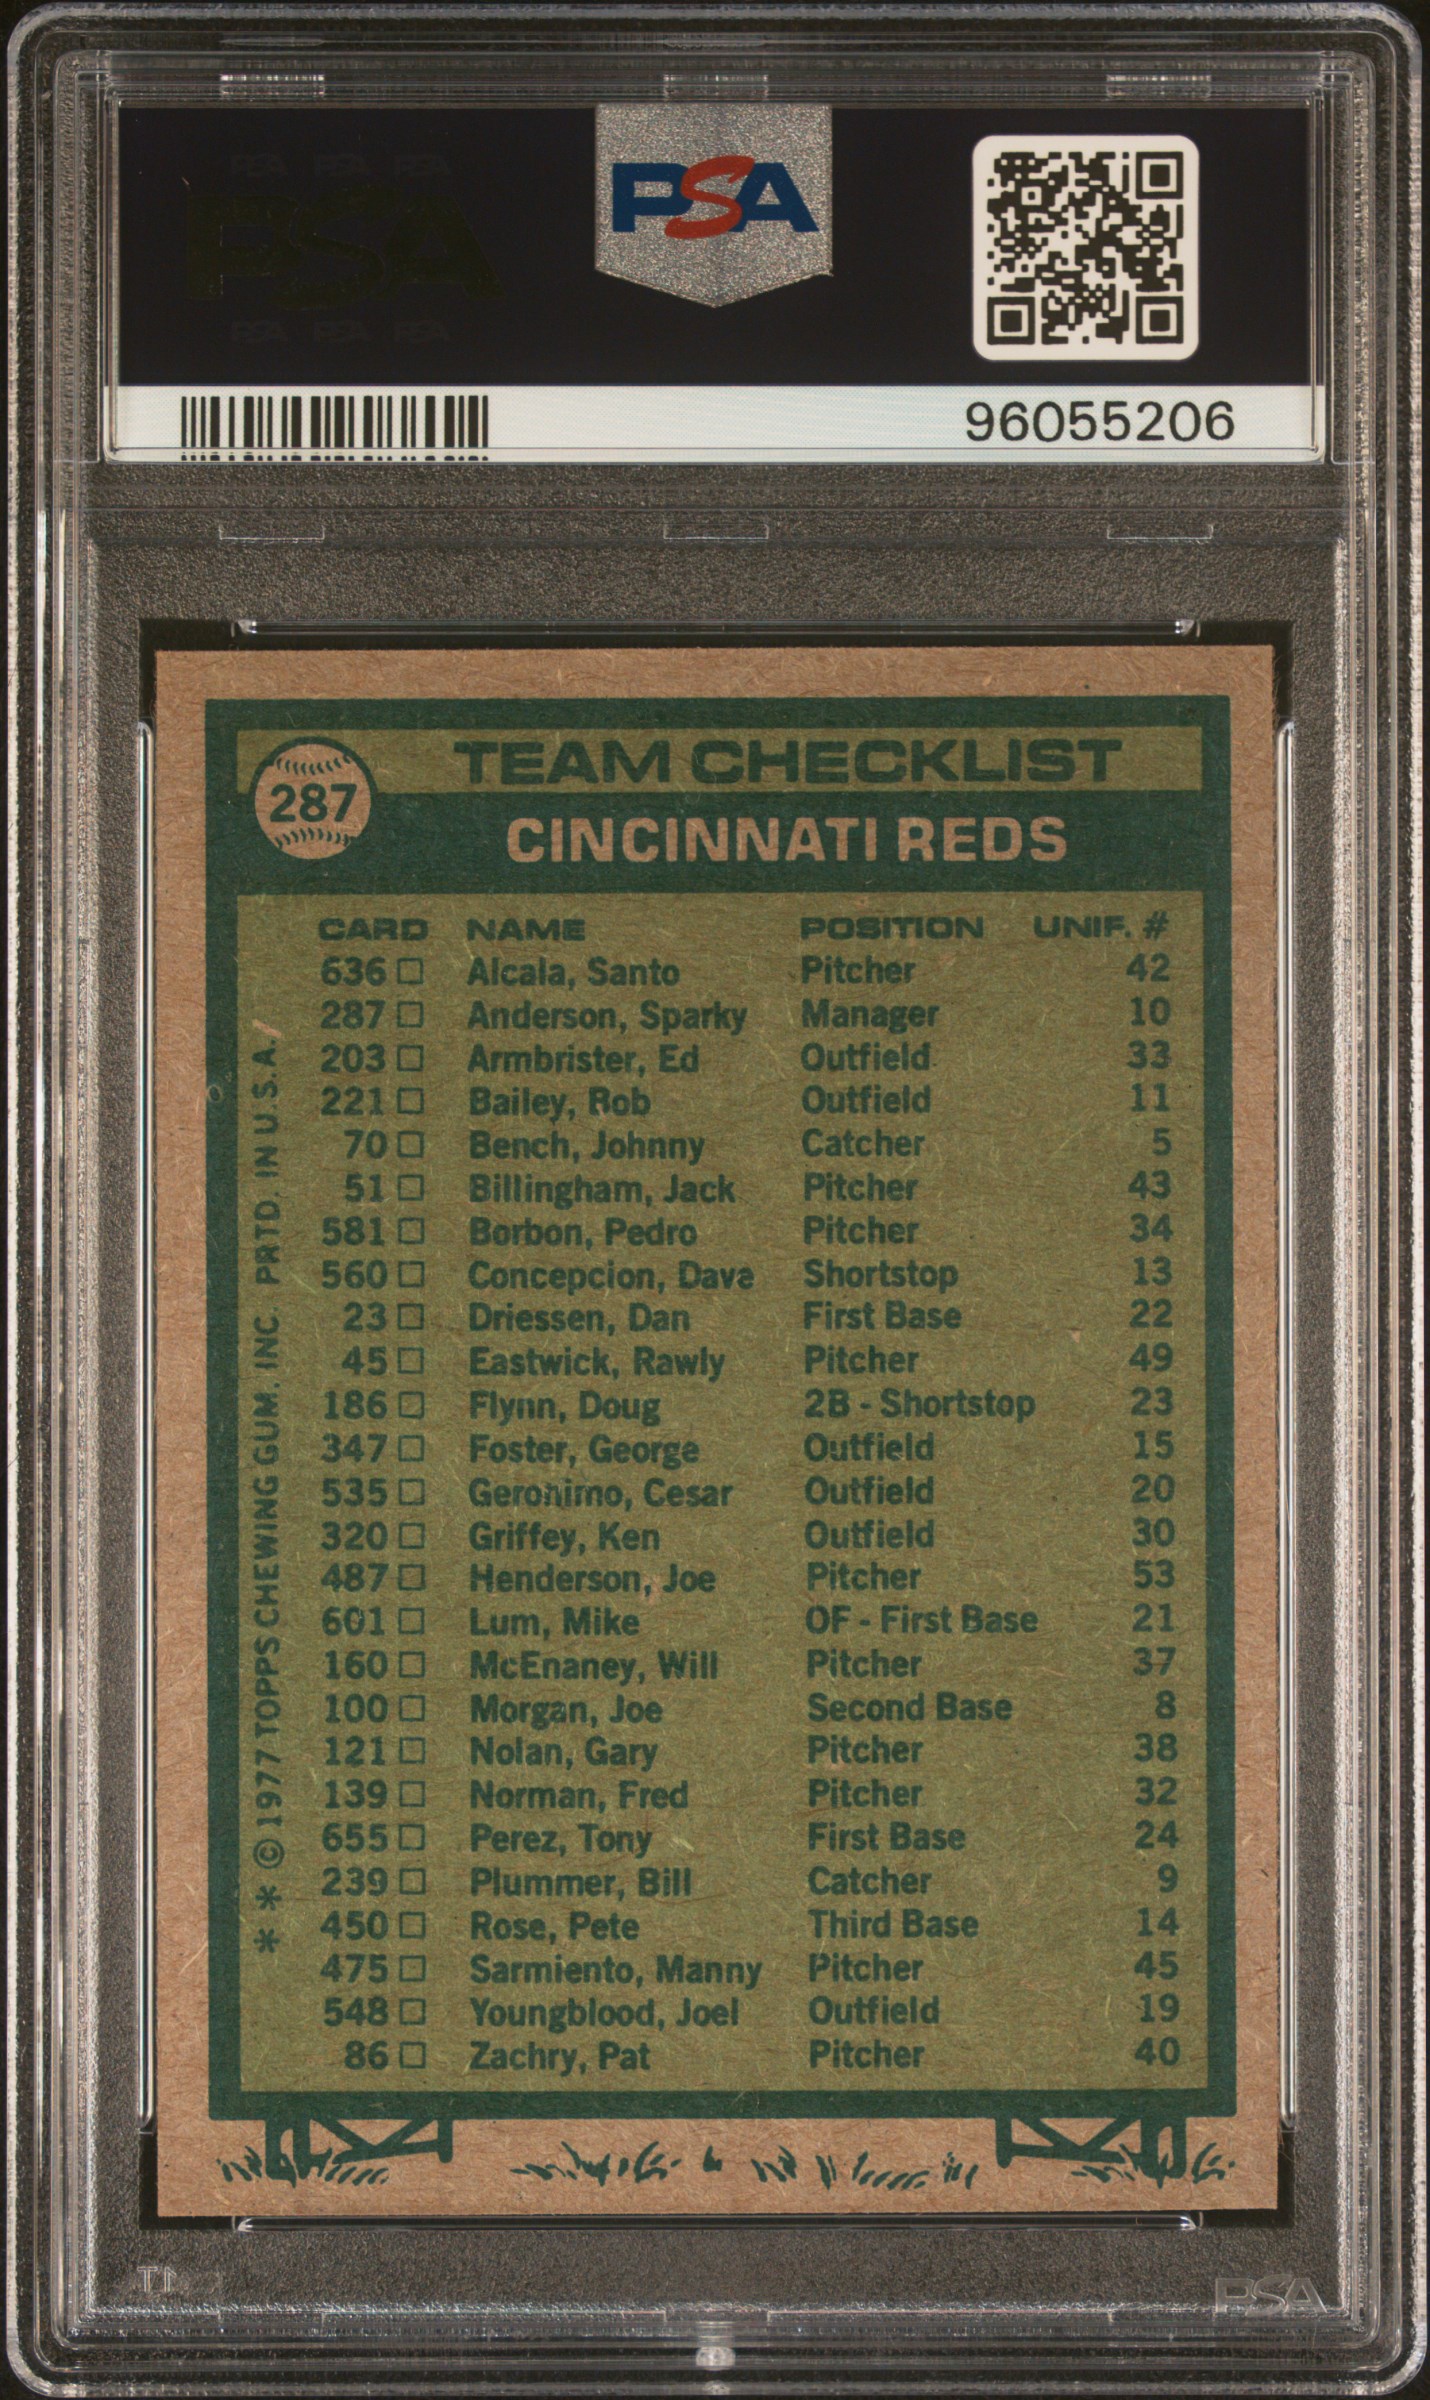 PSA PSA PSA
PSA
PSA PSA PSA
PSA
96055206
287
TEAM CHECKLIST
CINCINNATI REDS
CARD NAME POSITION UNIF. #
636 Alcala, Santo Pitcher 42
287 Anderson, Sparky Manager 10
203 Armbrister, Ed Outfield 33
221 Bailey, Bob Outfield 11
70 Bench, Johnny Catcher 5
51 Billingham, Jack Pitcher 43
581 Borbon, Pedro Pitcher 34
560 Concepcion, Dave Shortstop 13
23 Driessen, Dan First Base 22
45 Eastwick, Rawly Pitcher 49
186 Flynn, Doug 2B - Shortstop 23
347 Foster, George Outfield 15
535 Geronimo, Cesar Outfield 20
320 Griffey, Ken Outfield 30
487 Henderson, Joe Pitcher 53
601 Lum, Mike OF - First Base 21
160 McEnaney, Will Pitcher 37
100 Morgan, Joe Second Base 8
121 Nolan, Gary Pitcher 38
139 Norman, Fred Pitcher 32
655 Perez, Tony First Base 24
239 Plummer, Bill Catcher 9
450 Rose, Pete Third Base 14
475 Sarmiento, Manny Pitcher 45
548 Youngblood, Joel Outfield 19
86 Zachry, Pat Pitcher 40
* * © 1977 TOPPS CHEWING GUM, INC. PRTD. IN U.S.A.
PSA